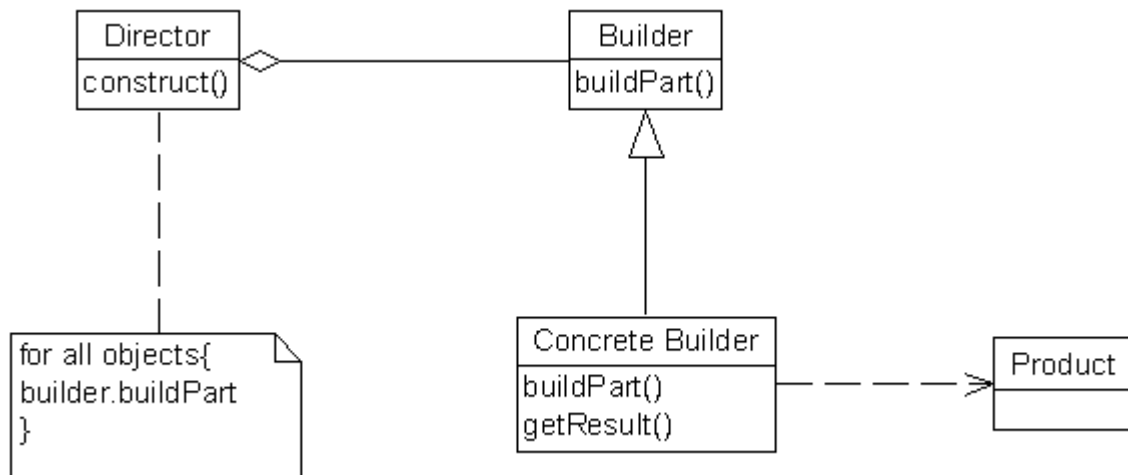 Director
construct()
Builder
buildPart()
for all objects{
builder.buildPart
}
Concrete Builder
buildPart()
getResult()
Product